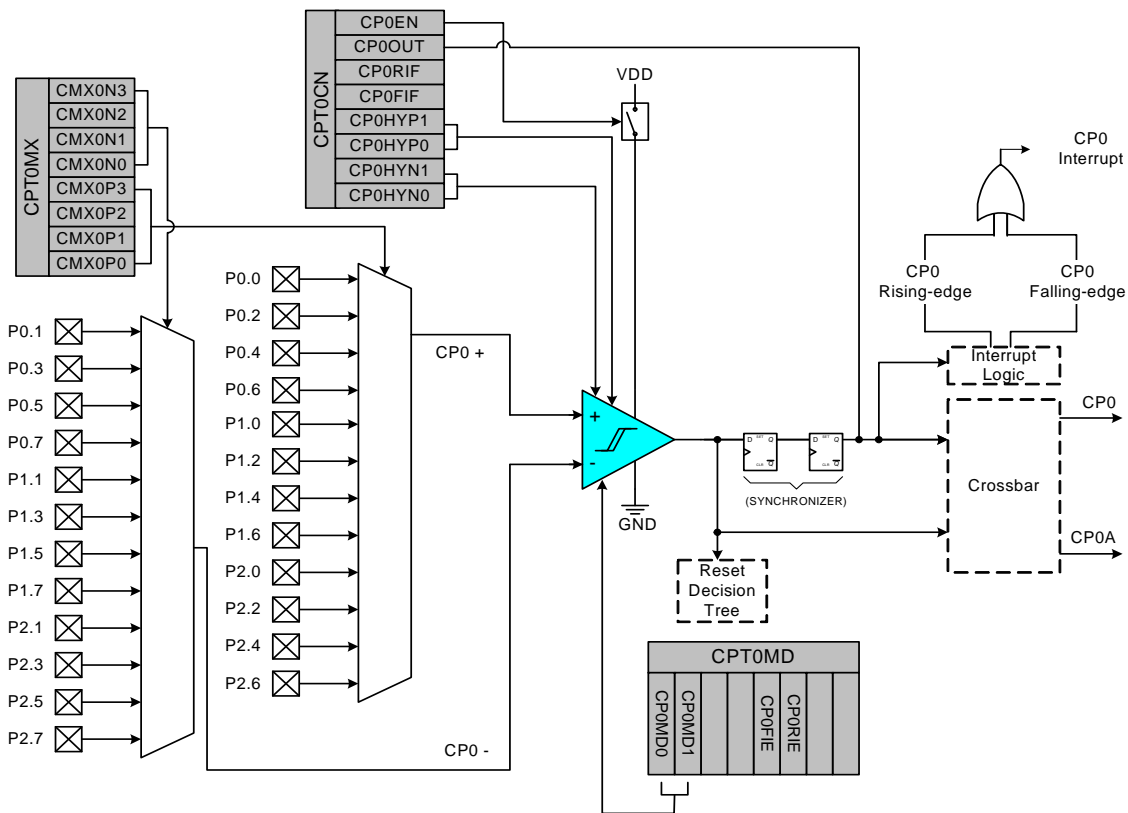 CPT0CN
CP0EN
CP0OUT
CP0RIF
CP0FIF
CP0HYP1
CP0HYP0
CP0HYN1
CP0HYN0
CPT0MX
CMX0N3
CMX0N2
CMX0N1
CMX0N0
CMX0P3
CMX0P2
CMX0P1
CMX0P0
VDD
CP0
Interrupt
CP0
Rising-edge
CP0
Falling-edge
Interrupt
Logic
P0.1
P0.3
P0.5
P0.7
P1.1
P1.3
P1.5
P1.7
P2.1
P2.3
P2.5
P2.7
P0.0
P0.2
P0.4
P0.6
P1.0
P1.2
P1.4
P1.6
P2.0
P2.2
P2.4
P2.6
CP0 +
CP0 -
+
-
GND
D SET Q
CLR Q
D SET Q
CLR Q
(SYNCHRONIZER)
Crossbar
CP0
CP0A
Reset
Decision
Tree
CPT0MD
CP0MD0
CP0MD1
CP0FIE
CP0RIE